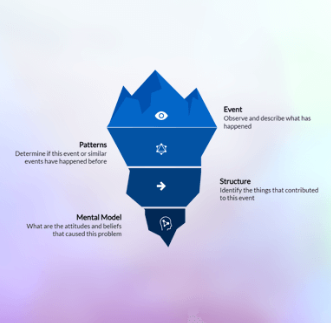 Event
Observe and describe what has
happened
Patterns
Determine if this event or similar
events have happened before
Structure
Identify the things that contributed
to this event
Mental Model
What are the attitudes and beliefs
that caused this problem